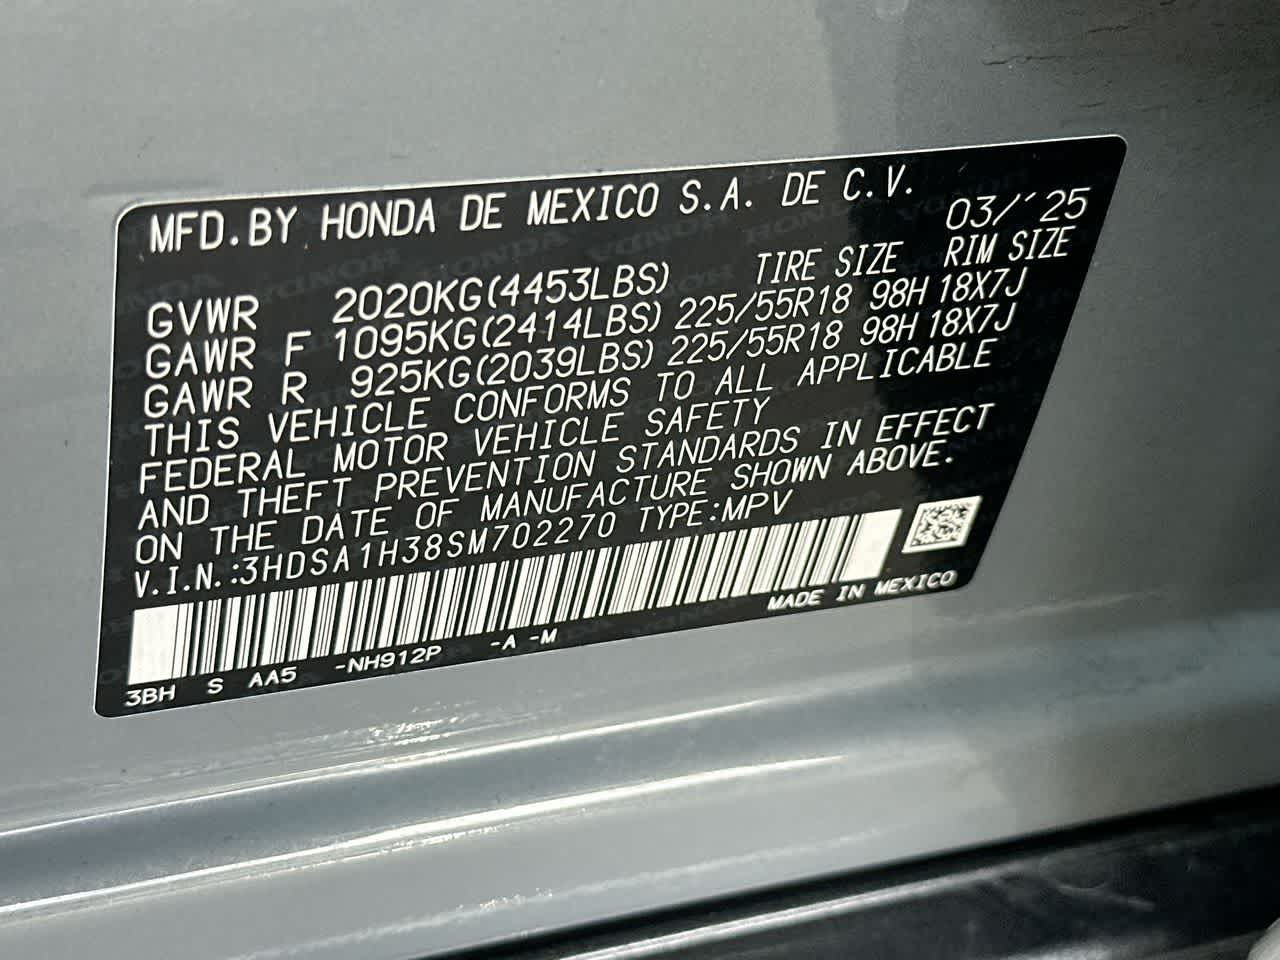 MFD.BY HONDA DE MEXICO S.A. DE C.V.
03/´25
TIRE SIZE RIM SIZE
GVWR 2020KG(4453LBS)
GAWR F 1095KG(2414LBS) 225/55R18 98H 18X7J
GAWR R 925KG(2039LBS) 225/55R18 98H 18X7J
THIS VEHICLE CONFORMS TO ALL APPLICABLE
FEDERAL MOTOR VEHICLE SAFETY
AND THEFT PREVENTION STANDARDS IN EFFECT
ON THE DATE OF MANUFACTURE SHOWN ABOVE.
V.I.N.:3HDSA1H38SM702270 TYPE:MPV
MADE IN MEXICO
3BH S AA5 -NH912P -A -M